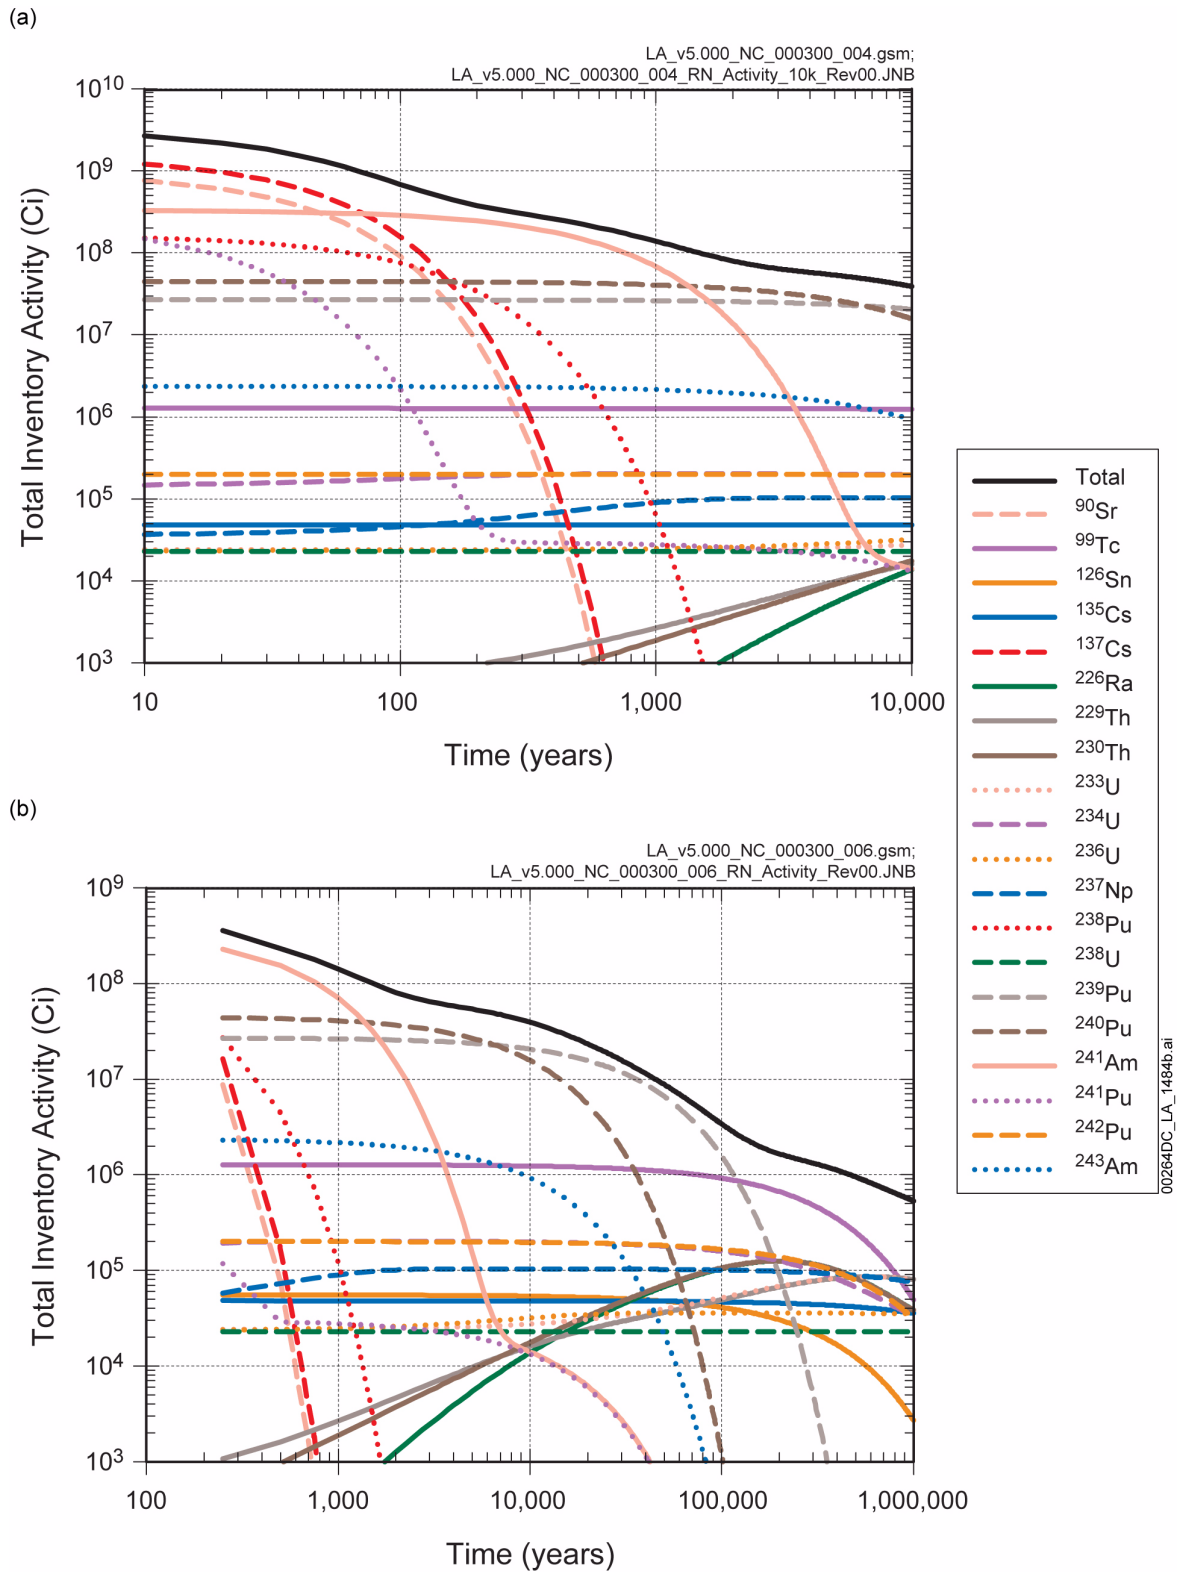 (a)
LA_v5.000_NC_000300_004.gsm;
LA_v5.000_NC_000300_004_RN_Activity_10k_Rev00.JNB
Total Inventory Activity (Ci)
10¹⁰
10⁹
10⁸
10⁷
10⁶
10⁵
10⁴
10³
10 100 1,000 10,000
Time (years)
(b)
LA_v5.000_NC_000300_006.gsm;
LA_v5.000_NC_000300_006_RN_Activity_Rev00.JNB
Total Inventory Activity (Ci)
10⁹
10⁸
10⁷
10⁶
10⁵
10⁴
10³
100 1,000 10,000 100,000 1,000,000
Time (years)
Total
⁹⁰Sr
⁹⁹Tc
¹²⁶Sn
¹³⁵Cs
¹³⁷Cs
²²⁶Ra
²²⁹Th
²³⁰Th
²³³U
²³⁴U
²³⁶U
²³⁷Np
²³⁸Pu
²³⁸U
²³⁹Pu
²⁴⁰Pu
²⁴¹Am
²⁴¹Pu
²⁴²Pu
²⁴³Am
00264DC_LA_1484b.ai